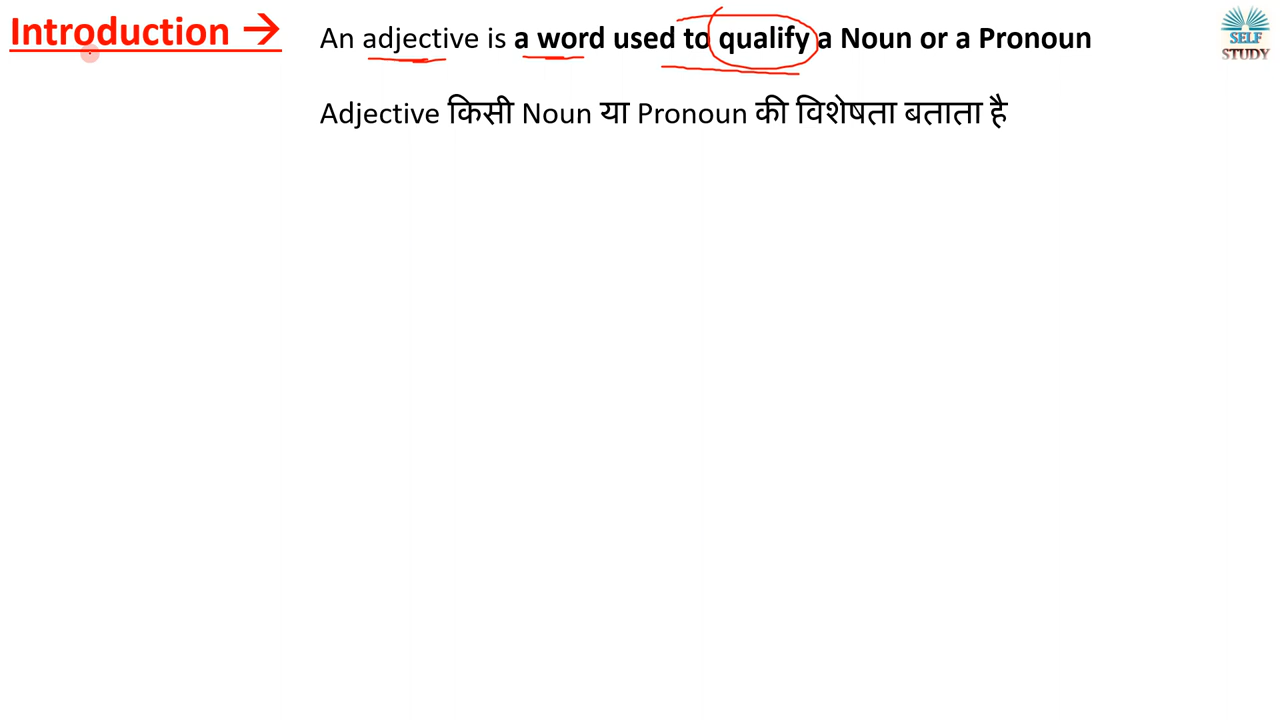 Introduction → An adjective is a word used to qualify a Noun or a Pronoun
Adjective किसी Noun या Pronoun की विशेषता बताता है
SELF
STUDY